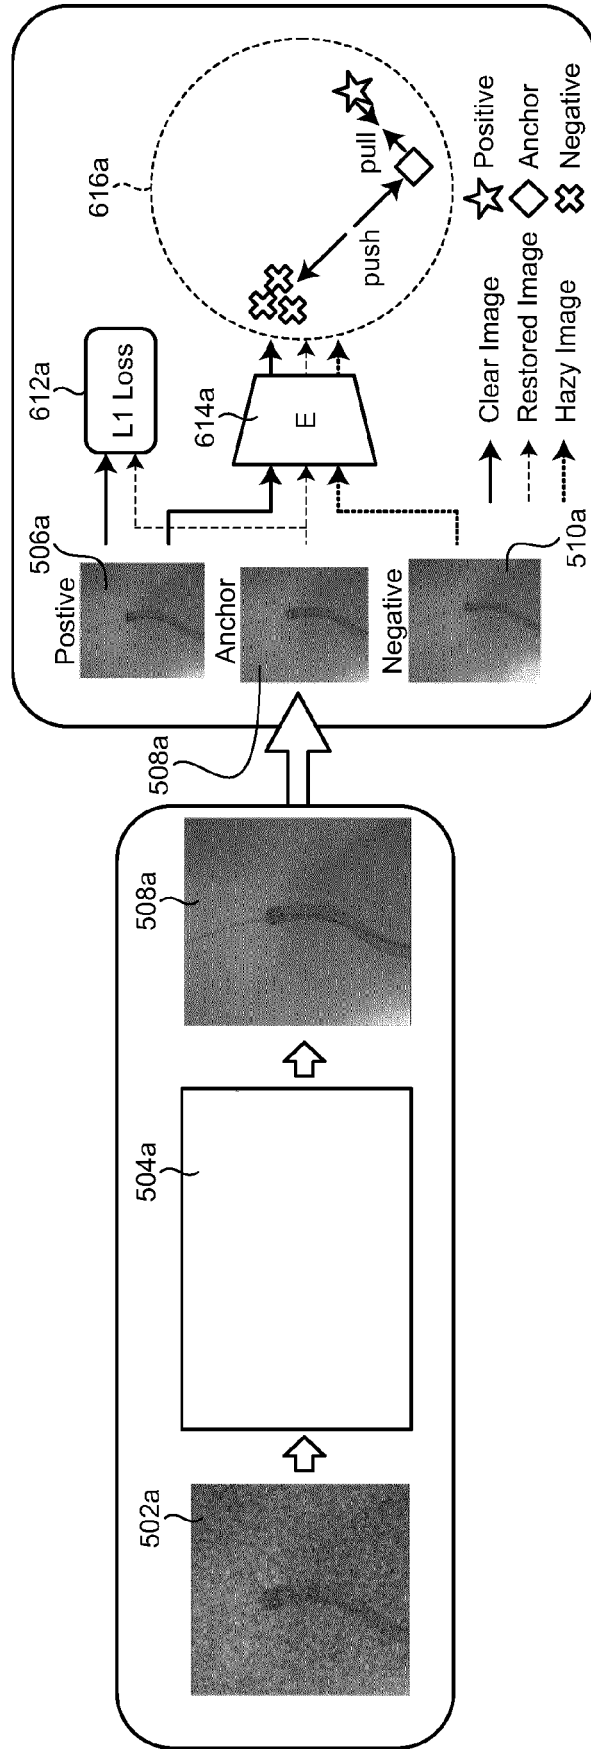 502a
504a
508a
508a
Postive
506a
Anchor
Negative
510a
612a
L1 Loss
614a
E
616a
push
pull
Clear Image
Restored Image
Hazy Image
Positive
Anchor
Negative